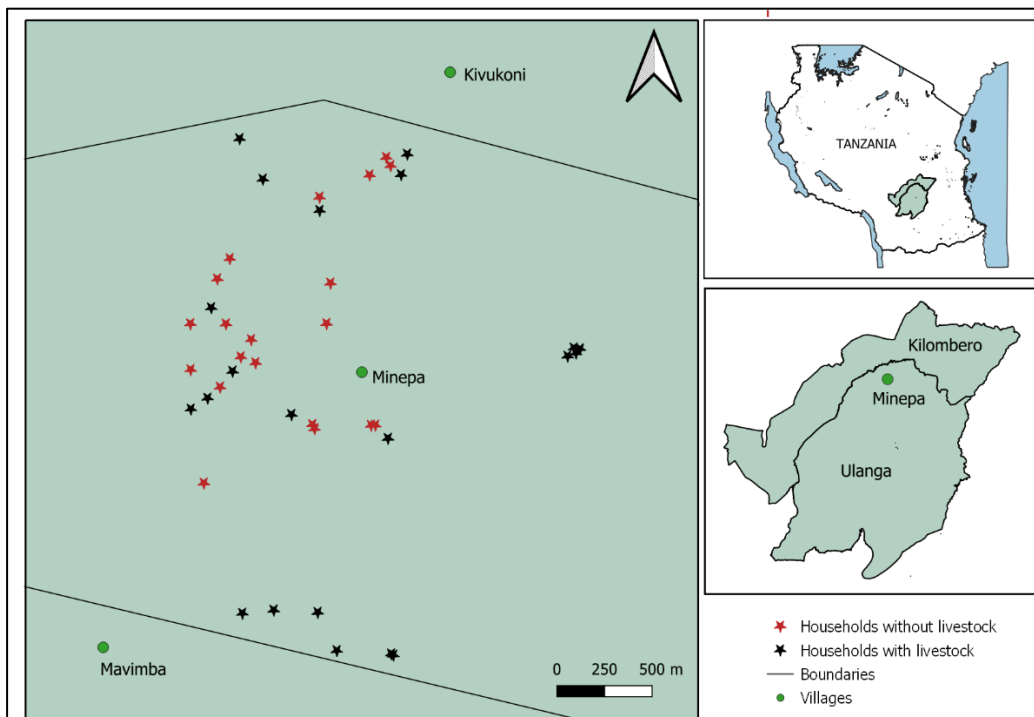 Kivukoni
Minepa
Mavimba
0 250 500 m
TANZANIA
Kilombero
Minepa
Ulanga
Households without livestock
Households with livestock
Boundaries
Villages